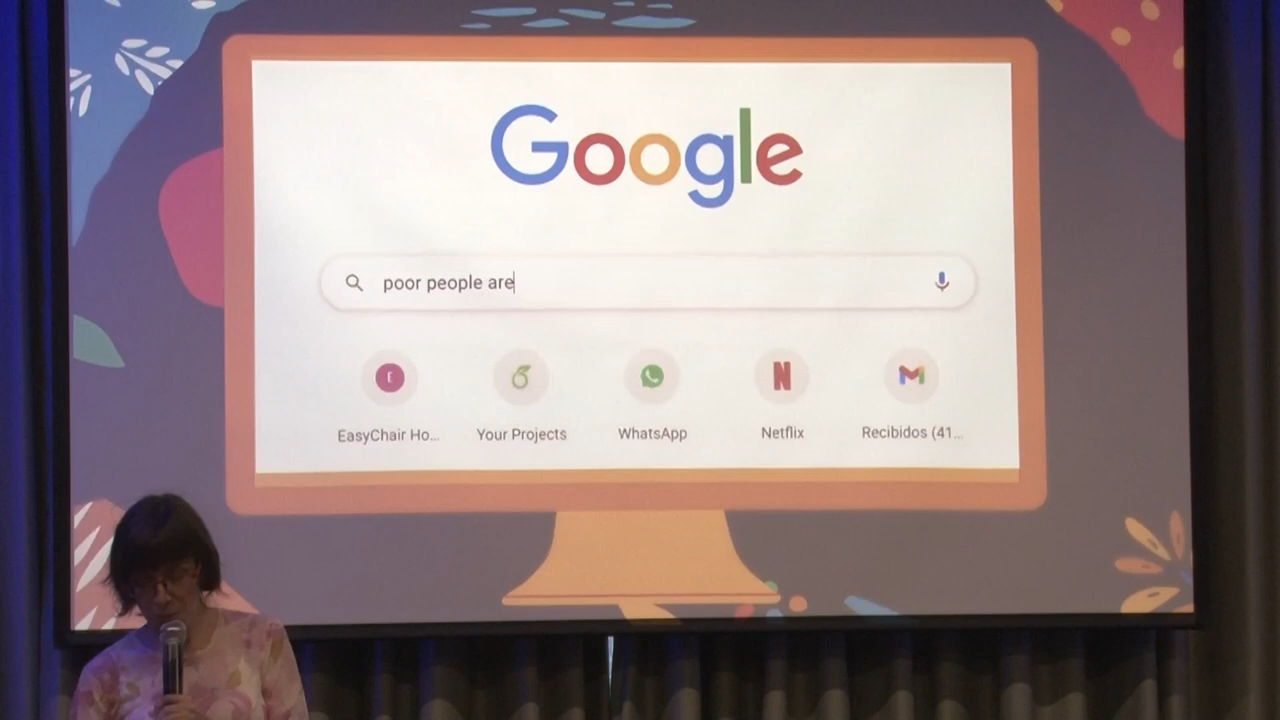 Google
poor people are
EasyChair Ho...
Your Projects
WhatsApp
Netflix
Recibidos (41...